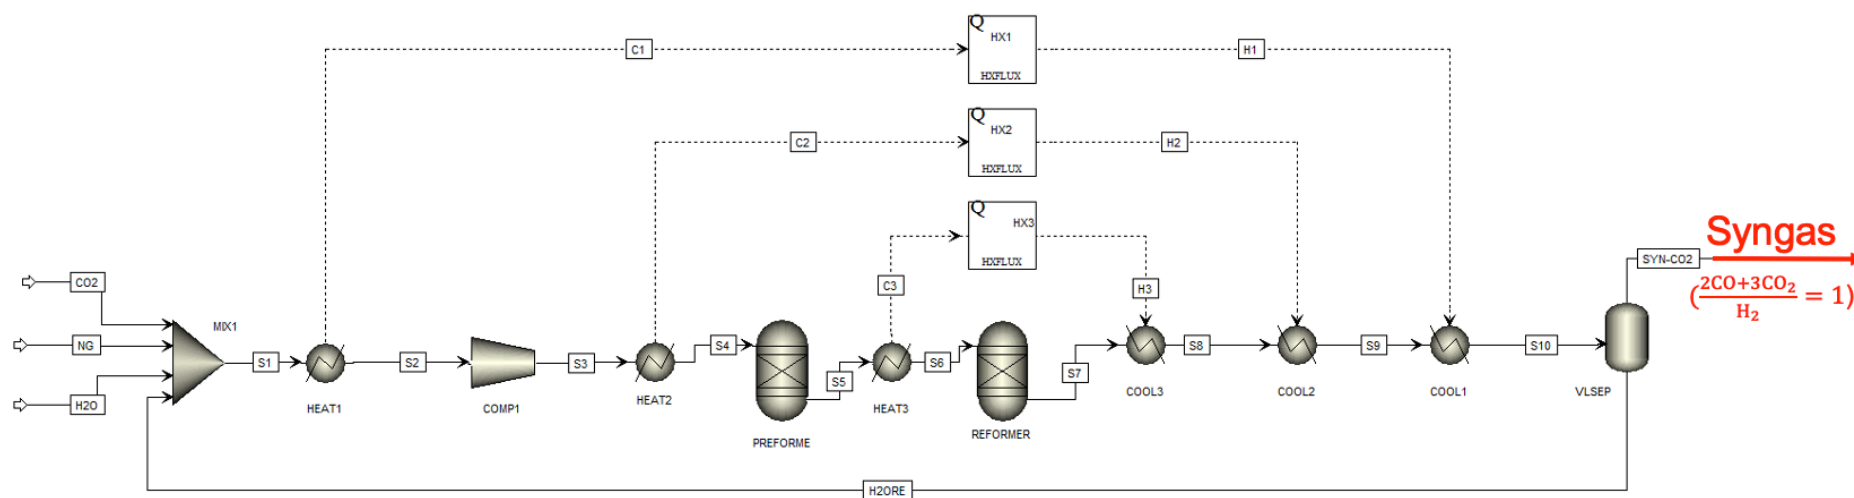 C1
Q
HX1
HXFLUX
H1
C2
Q
HX2
HXFLUX
H2
Q
HX3
HXFLUX
C3
H3
Syngas
SYN-CO2
(2CO+3CO₂/H₂ = 1)
CO2
NG
H2O
MIX1
S1
HEAT1
S2
COMP1
S3
HEAT2
S4
PREFORME
S5
HEAT3
S6
REFORMER
S7
COOL3
S8
COOL2
S9
COOL1
S10
VLSEP
H2ORE